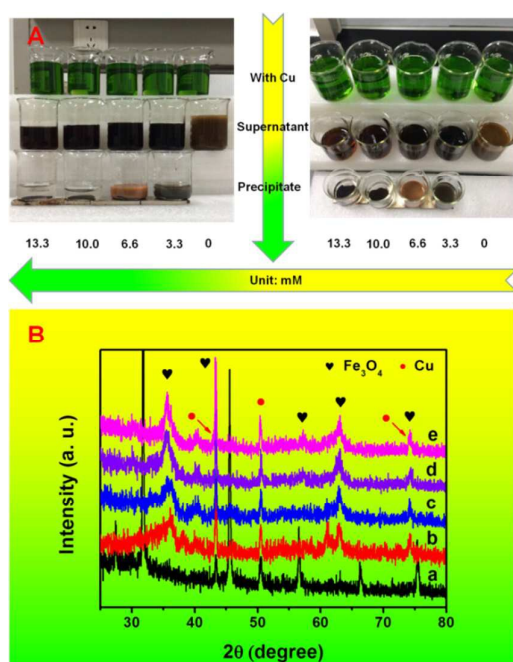 A
With Cu
Supernatant
Precipitate
13.3 10.0 6.6 3.3 0
13.3 10.0 6.6 3.3 0
Unit: mM
B
♥ Fe₃O₄ • Cu
e
d
c
b
a
Intensity (a. u.)
30 40 50 60 70 80
2θ (degree)